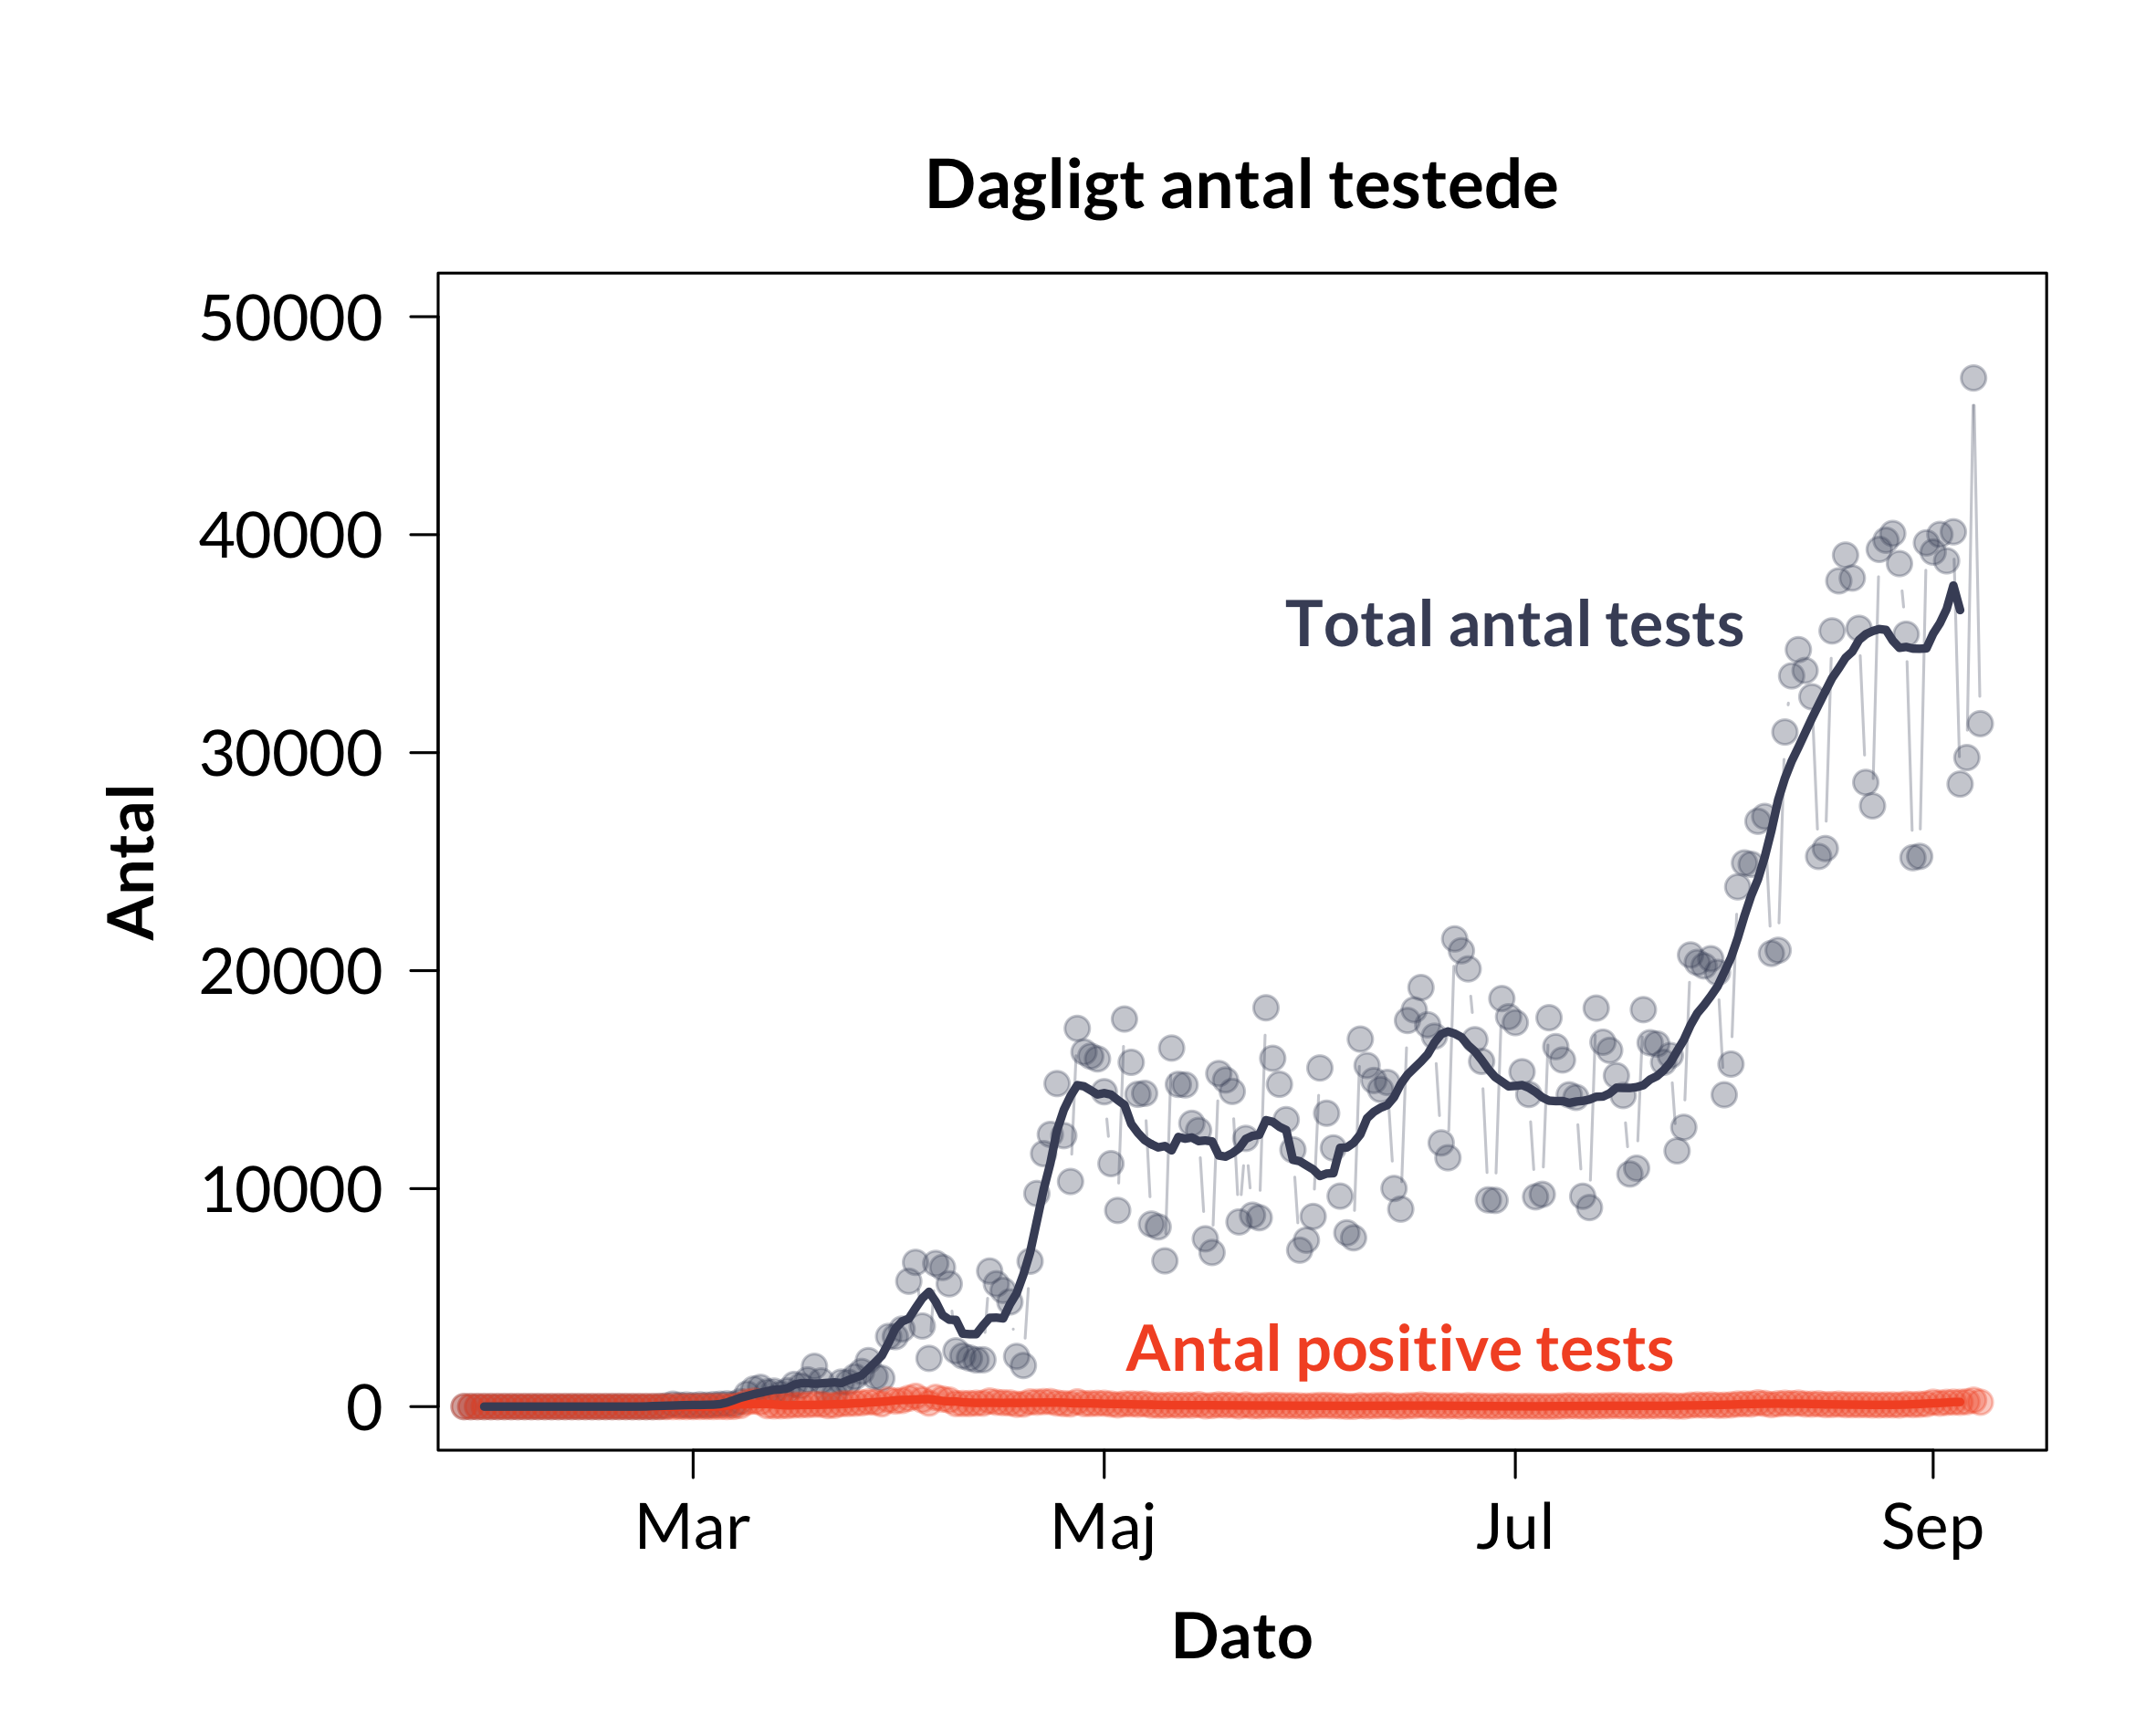 Dagligt antal testede
50000
40000
30000
20000
10000
0
Antal
Total antal tests
Antal positive tests
Mar
Maj
Jul
Sep
Dato